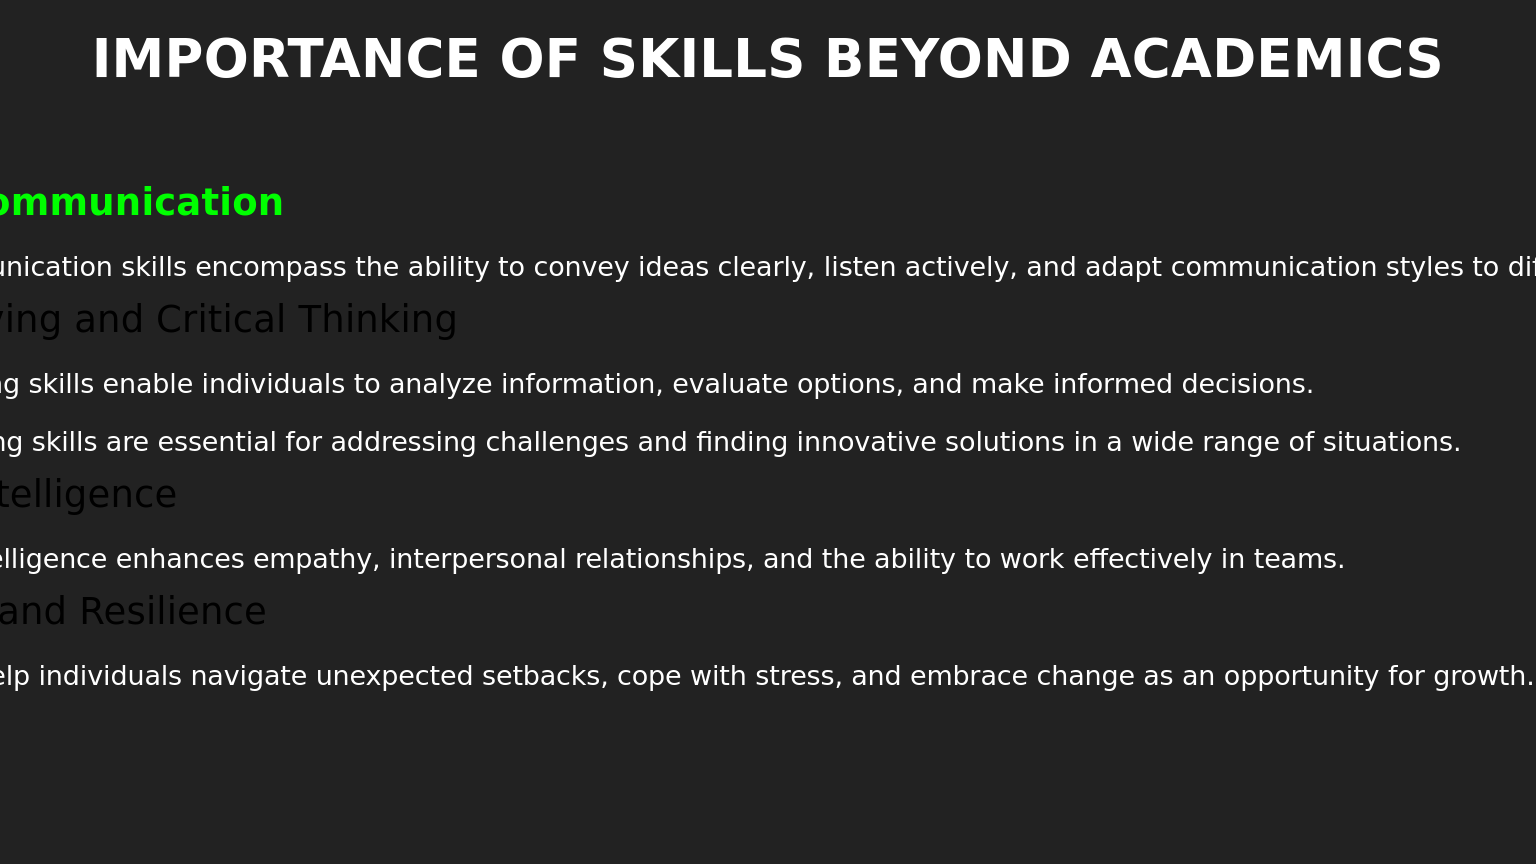 IMPORTANCE OF SKILLS BEYOND ACADEMICS
ommunication
unication skills encompass the ability to convey ideas clearly, listen actively, and adapt communication styles to dif
ving and Critical Thinking
ng skills enable individuals to analyze information, evaluate options, and make informed decisions.
ng skills are essential for addressing challenges and finding innovative solutions in a wide range of situations.
telligence
elligence enhances empathy, interpersonal relationships, and the ability to work effectively in teams.
and Resilience
elp individuals navigate unexpected setbacks, cope with stress, and embrace change as an opportunity for growth.